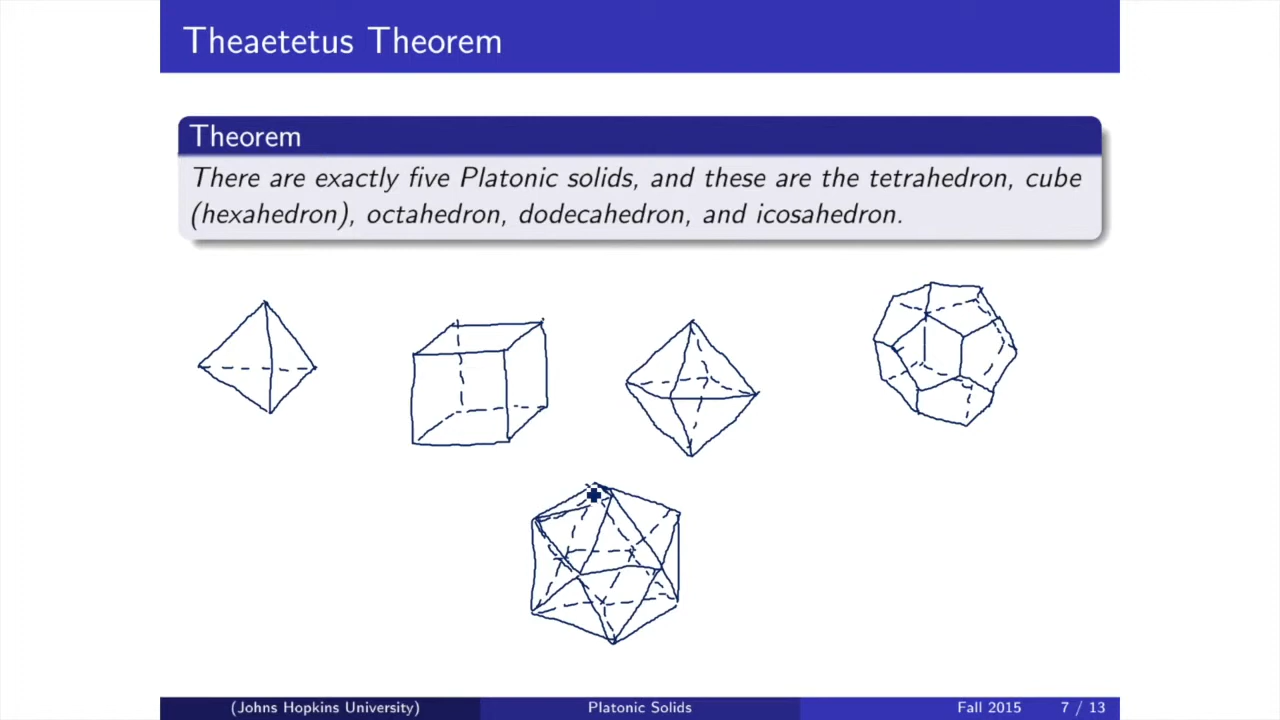 Theaetetus Theorem
Theorem
There are exactly five Platonic solids, and these are the tetrahedron, cube
(hexahedron), octahedron, dodecahedron, and icosahedron.
(Johns Hopkins University) Platonic Solids Fall 2015 7 / 13